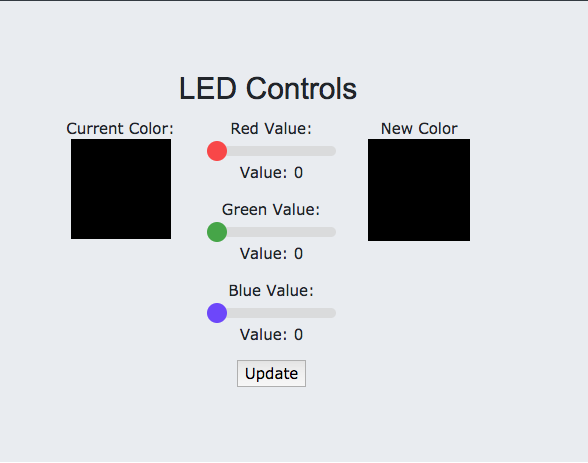 LED Controls
Current Color:
Red Value:
New Color
Value: 0
Green Value:
Value: 0
Blue Value:
Value: 0
Update